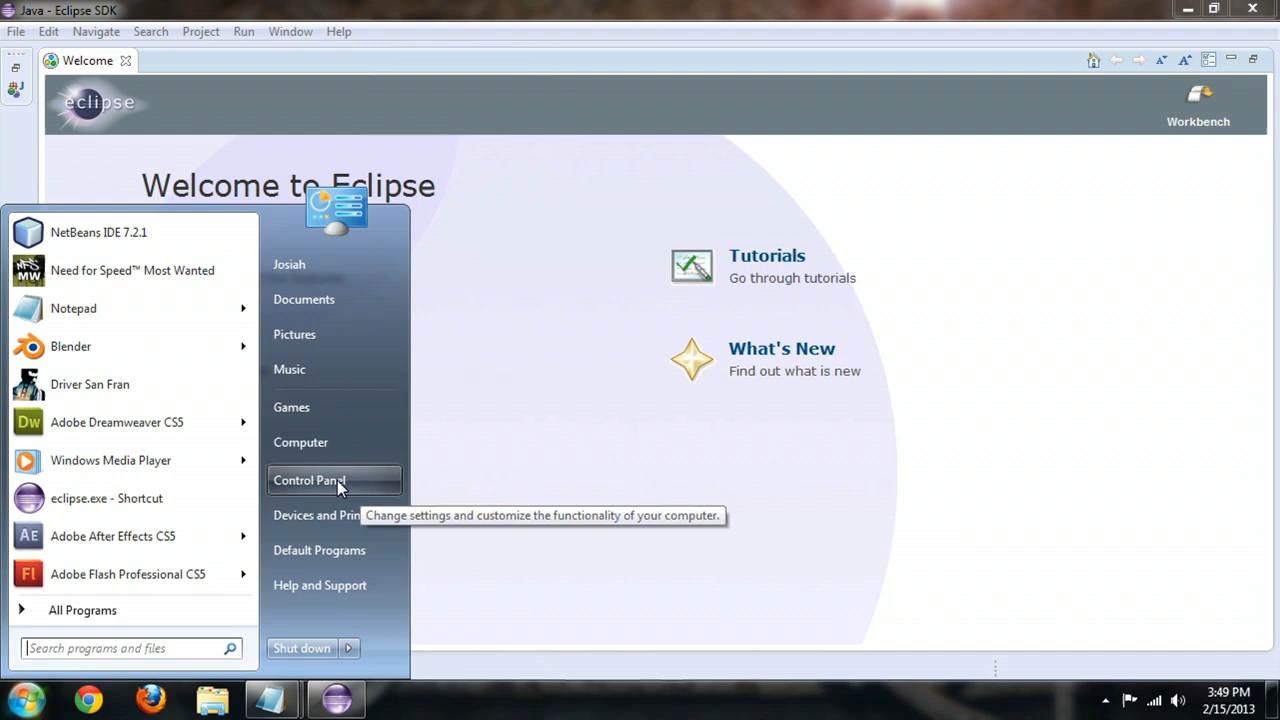 Java - Eclipse SDK
File Edit Navigate Search Project Run Window Help
Welcome
eclipse
Workbench
Welcome to Eclipse
Tutorials
Go through tutorials
What's New
Find out what is new
NetBeans IDE 7.2.1
Need for Speed™ Most Wanted
Notepad
Blender
Driver San Fran
Adobe Dreamweaver CS5
Windows Media Player
eclipse.exe - Shortcut
Adobe After Effects CS5
Adobe Flash Professional CS5
All Programs
Search programs and files
Josiah
Documents
Pictures
Music
Games
Computer
Control Panel
Devices and Prin
Change settings and customize the functionality of your computer.
Default Programs
Help and Support
Shut down
3:49 PM
2/15/2013